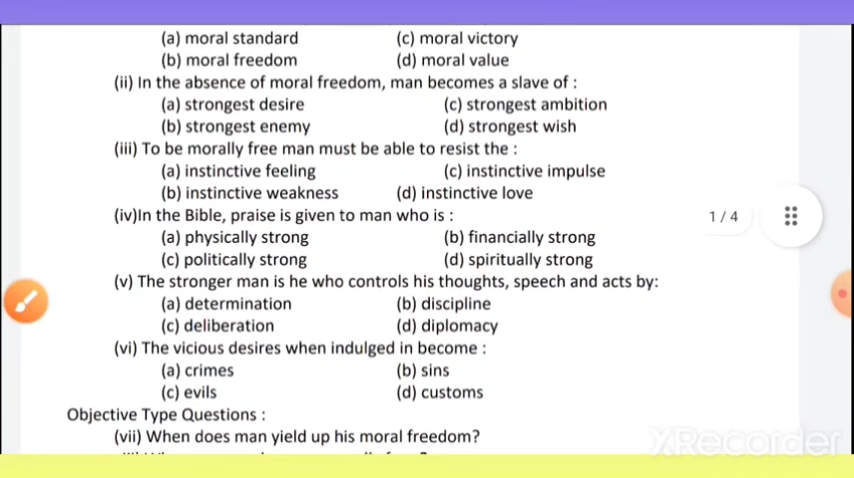 (a) moral standard (c) moral victory
(b) moral freedom (d) moral value
(ii) In the absence of moral freedom, man becomes a slave of :
(a) strongest desire (c) strongest ambition
(b) strongest enemy (d) strongest wish
(iii) To be morally free man must be able to resist the :
(a) instinctive feeling (c) instinctive impulse
(b) instinctive weakness (d) instinctive love
(iv)In the Bible, praise is given to man who is :
1 / 4
(a) physically strong (b) financially strong
(c) politically strong (d) spiritually strong
(v) The stronger man is he who controls his thoughts, speech and acts by:
(a) determination (b) discipline
(c) deliberation (d) diplomacy
(vi) The vicious desires when indulged in become :
(a) crimes (b) sins
(c) evils (d) customs
Objective Type Questions :
(vii) When does man yield up his moral freedom?
XRecorder